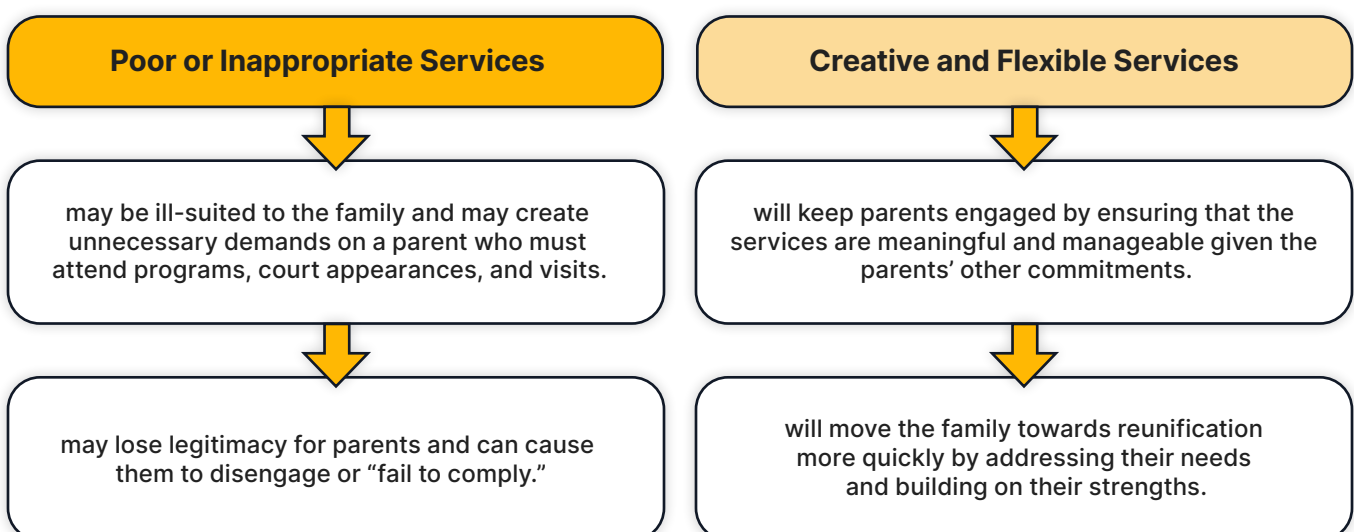 Poor or Inappropriate Services
may be ill-suited to the family and may create
unnecessary demands on a parent who must
attend programs, court appearances, and visits.
may lose legitimacy for parents and can cause
them to disengage or “fail to comply.”
Creative and Flexible Services
will keep parents engaged by ensuring that the
services are meaningful and manageable given the
parents’ other commitments.
will move the family towards reunification
more quickly by addressing their needs
and building on their strengths.